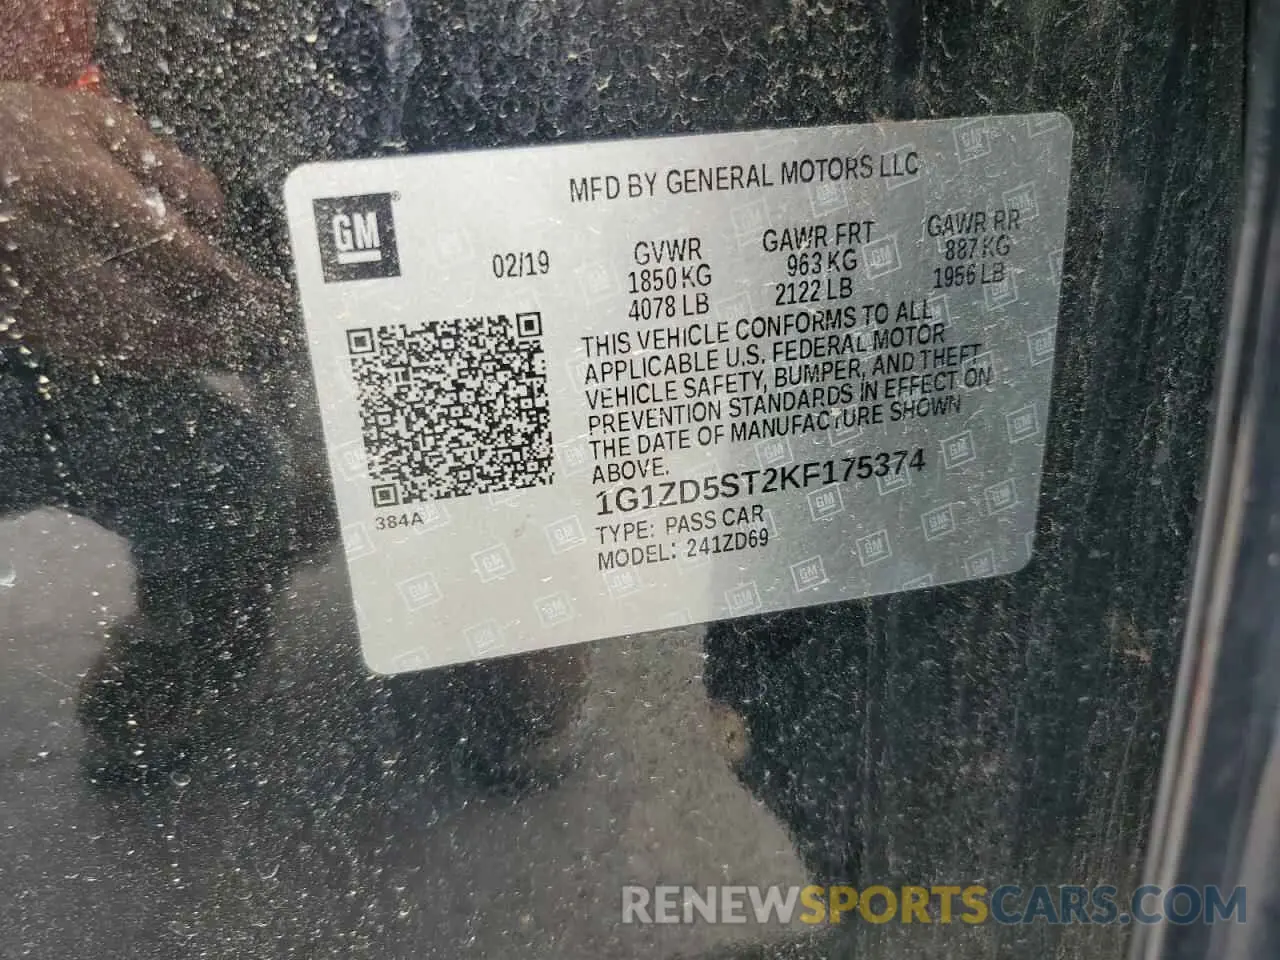 MFD BY GENERAL MOTORS LLC
GM®
02/19
GVWR
1850 KG
4078 LB
GAWR FRT
963 KG
2122 LB
GAWR RR
887 KG
1956 LB
THIS VEHICLE CONFORMS TO ALL
APPLICABLE U.S. FEDERAL MOTOR
VEHICLE SAFETY, BUMPER, AND THEFT
PREVENTION STANDARDS IN EFFECT ON
THE DATE OF MANUFACTURE SHOWN
ABOVE.
1G1ZD5ST2KF175374
TYPE: PASS CAR
MODEL: 241ZD69
384A
RENEWSPORTSCARS.COM